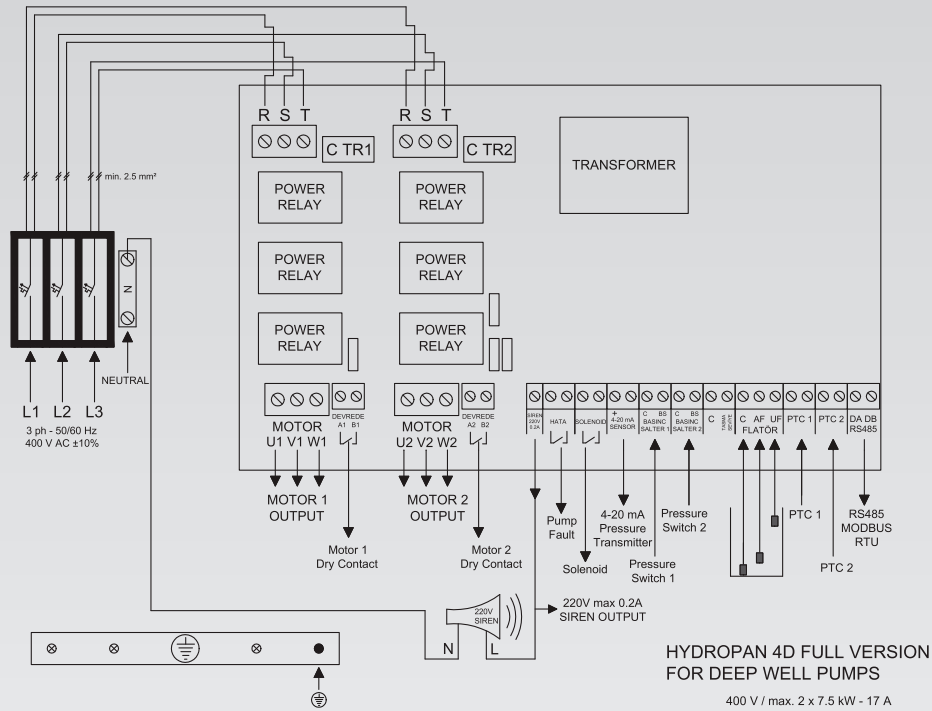 R S T
R S T
C TR1
C TR2
TRANSFORMER
POWER
RELAY
POWER
RELAY
min. 2.5 mm²
POWER
RELAY
POWER
RELAY
N
POWER
RELAY
POWER
RELAY
NEUTRAL
L1 L2 L3
3 ph - 50/60 Hz
400 V AC ±10%
MOTOR
U1 V1 W1
DEVREDE
A1 B1
MOTOR
U2 V2 W2
DEVREDE
A2 B2
SIREN
220V
0.2A
HATA
SOLENOID
+
4-20 mA
SENSOR
C BS
BASINC
SALTER 1
C BS
BASINC
SALTER 2
C
TASMA
SEVIYE
C AF UF
FLATÖR
PTC 1
PTC 2
DA DB
RS485
MOTOR 1
OUTPUT
MOTOR 2
OUTPUT
Motor 1
Dry Contact
Motor 2
Dry Contact
Pump
Fault
Solenoid
4-20 mA
Pressure
Transmitter
Pressure
Switch 1
Pressure
Switch 2
PTC 1
PTC 2
RS485
MODBUS
RTU
220V
SIREN
N
L
220V max 0.2A
SIREN OUTPUT
HYDROPAN 4D FULL VERSION
FOR DEEP WELL PUMPS
400 V / max. 2 x 7.5 kW - 17 A